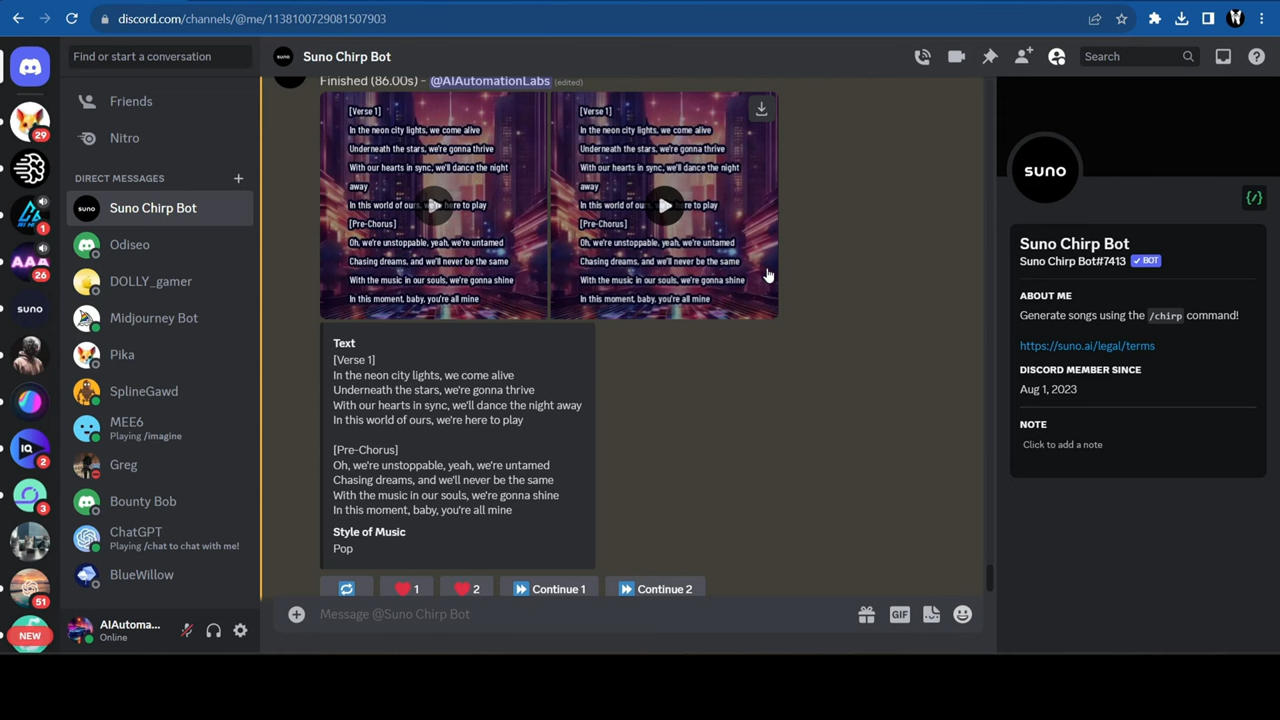 discord.com/channels/@me/1138100729081507903
Find or start a conversation
Suno Chirp Bot
Search
Friends
Nitro
DIRECT MESSAGES
Suno Chirp Bot
Odiseo
DOLLY_gamer
Midjourney Bot
Pika
SplineGawd
MEE6
Playing /imagine
Greg
Bounty Bob
ChatGPT
Playing /chat to chat with me!
BlueWillow
AIAutoma...
Online
29
1
26
suno
2
3
51
NEW
suno
Finished (86.00s) - @AIAutomationLabs (edited)
[Verse 1]
In the neon city lights, we come alive
Underneath the stars, we're gonna thrive
With our hearts in sync, we'll dance the night
away
In this world of ours, we're here to play
[Pre-Chorus]
Oh, we're unstoppable, yeah, we're untamed
Chasing dreams, and we'll never be the same
With the music in our souls, we're gonna shine
In this moment, baby, you're all mine
[Verse 1]
In the neon city lights, we come alive
Underneath the stars, we're gonna thrive
With our hearts in sync, we'll dance the night
away
In this world of ours, we're here to play
[Pre-Chorus]
Oh, we're unstoppable, yeah, we're untamed
Chasing dreams, and we'll never be the same
With the music in our souls, we're gonna shine
In this moment, baby, you're all mine
Text
[Verse 1]
In the neon city lights, we come alive
Underneath the stars, we're gonna thrive
With our hearts in sync, we'll dance the night away
In this world of ours, we're here to play
[Pre-Chorus]
Oh, we're unstoppable, yeah, we're untamed
Chasing dreams, and we'll never be the same
With the music in our souls, we're gonna shine
In this moment, baby, you're all mine
Style of Music
Pop
1
2
Continue 1
Continue 2
Message @Suno Chirp Bot
GIF
suno
Suno Chirp Bot
Suno Chirp Bot#7413 ✓ BOT
ABOUT ME
Generate songs using the /chirp command!
https://suno.ai/legal/terms
DISCORD MEMBER SINCE
Aug 1, 2023
NOTE
Click to add a note